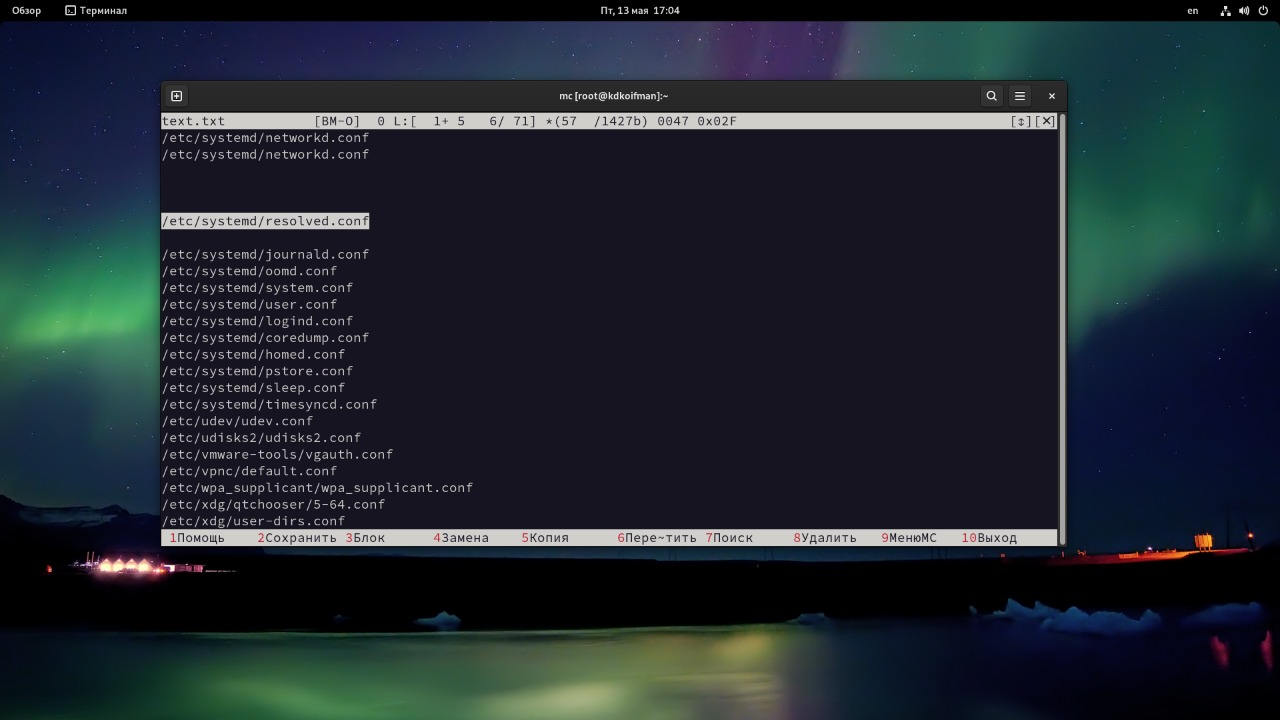 Обзор Терминал Пт, 13 мая 17:04 en
mc [root@kdkoifman]:~
text.txt [BM-O] 0 L:[ 1+ 5 6/ 71] *(57 /1427b) 0047 0x02F [↕][✕]
/etc/systemd/networkd.conf
/etc/systemd/networkd.conf
/etc/systemd/resolved.conf
/etc/systemd/journald.conf
/etc/systemd/oomd.conf
/etc/systemd/system.conf
/etc/systemd/user.conf
/etc/systemd/logind.conf
/etc/systemd/coredump.conf
/etc/systemd/homed.conf
/etc/systemd/pstore.conf
/etc/systemd/sleep.conf
/etc/systemd/timesyncd.conf
/etc/udev/udev.conf
/etc/udisks2/udisks2.conf
/etc/vmware-tools/vgauth.conf
/etc/vpnc/default.conf
/etc/wpa_supplicant/wpa_supplicant.conf
/etc/xdg/qtchooser/5-64.conf
/etc/xdg/user-dirs.conf
1Помощь 2Сохранить 3Блок 4Замена 5Копия 6Пере~тить 7Поиск 8Удалить 9МенюMC 10Выход